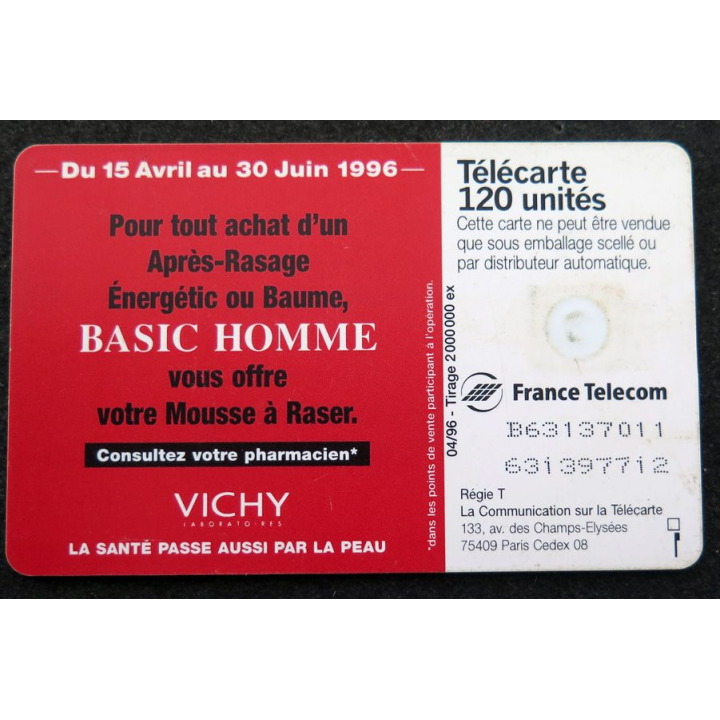 Du 15 Avril au 30 Juin 1996
Pour tout achat d'un
Après-Rasage
Énergétic ou Baume,
BASIC HOMME
vous offre
votre Mousse à Raser.
Consultez votre pharmacien*
VICHY
LABORATOIRES
LA SANTÉ PASSE AUSSI PAR LA PEAU
*dans les points de vente participant à l'opération.
04/96 - Tirage 2 000 000 ex
Télécarte
120 unités
Cette carte ne peut être vendue
que sous emballage scellé ou
par distributeur automatique.
France Telecom
B63137011
631397712
Régie T
La Communication sur la Télécarte
133, av. des Champs-Elysées
75409 Paris Cedex 08